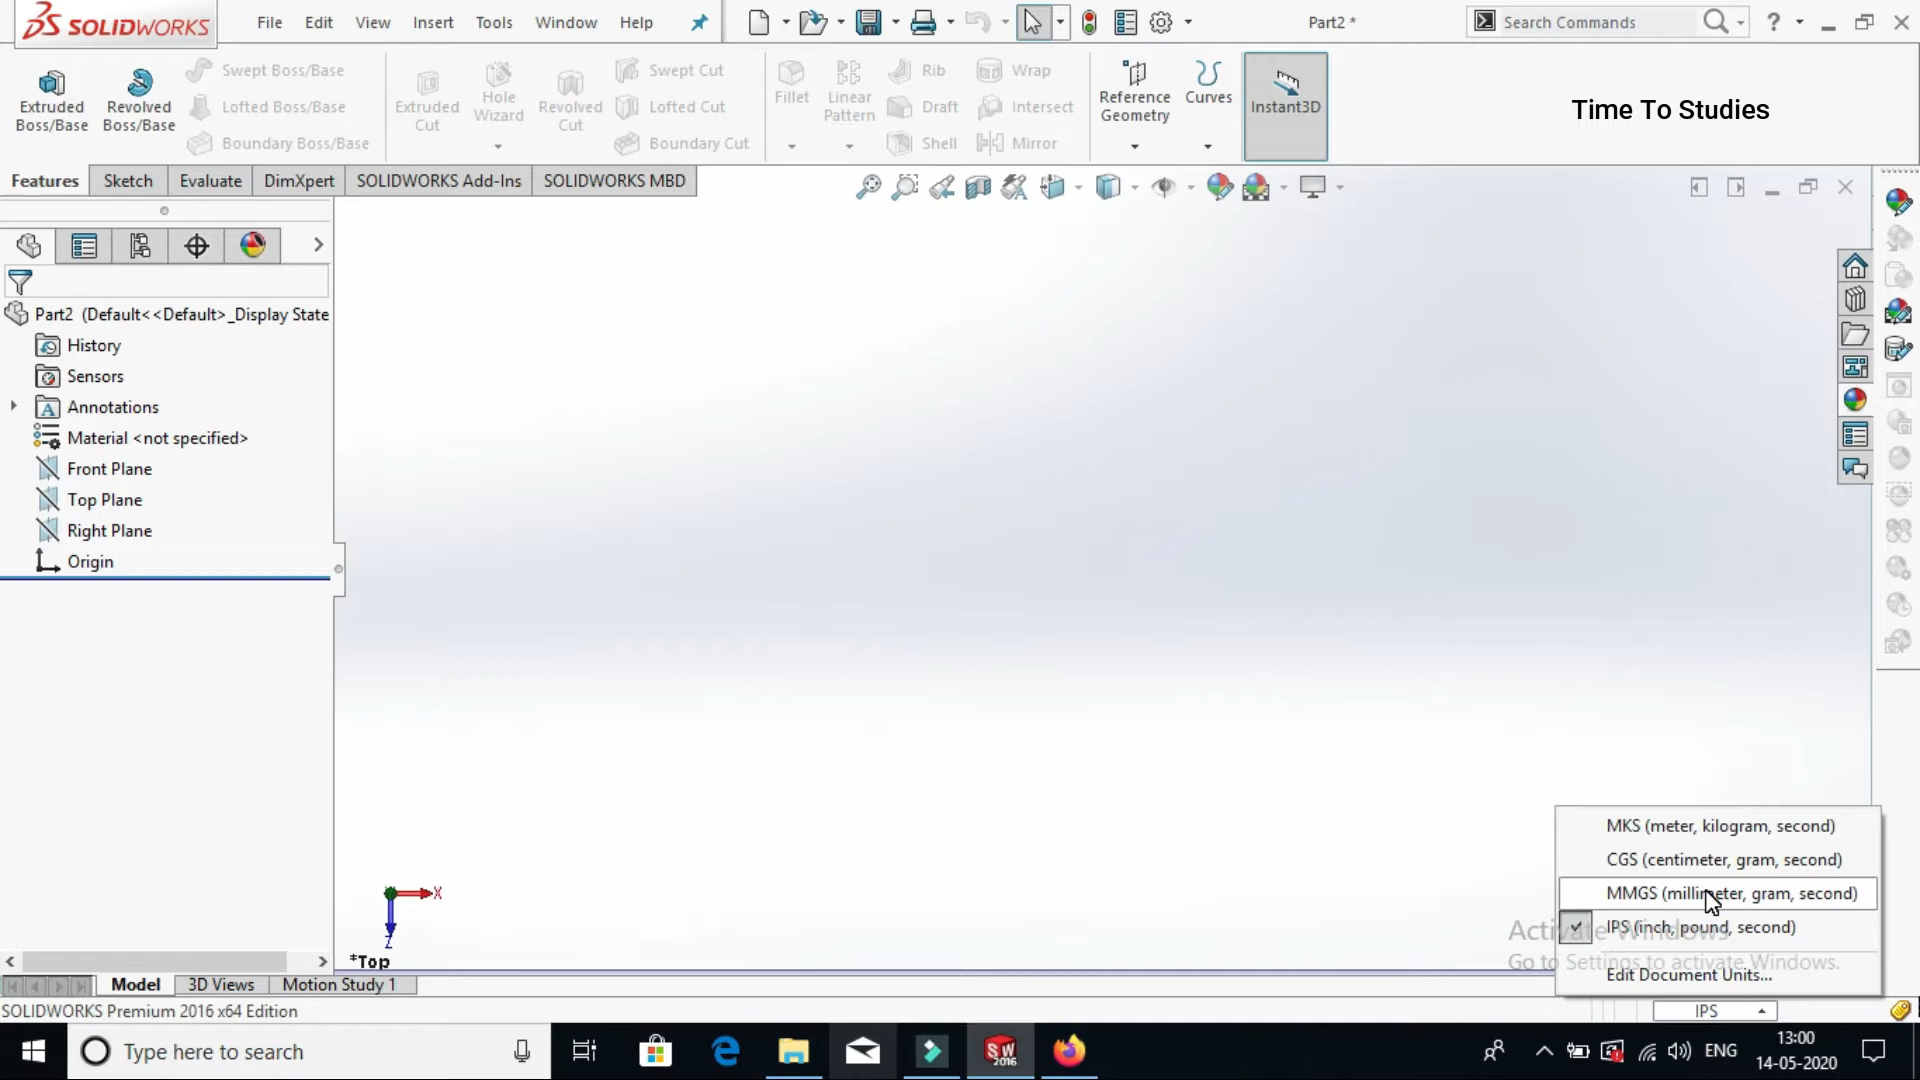 SOLIDWORKS
File Edit View Insert Tools Window Help
Part2 *
Search Commands
Extruded Boss/Base
Revolved Boss/Base
Swept Boss/Base
Lofted Boss/Base
Boundary Boss/Base
Extruded Cut
Hole Wizard
Revolved Cut
Swept Cut
Lofted Cut
Boundary Cut
Fillet
Linear Pattern
Rib
Draft
Shell
Wrap
Intersect
Mirror
Reference Geometry
Curves
Instant3D
Time To Studies
Features Sketch Evaluate DimXpert SOLIDWORKS Add-Ins SOLIDWORKS MBD
Part2 (Default<<Default>_Display State
History
Sensors
Annotations
Material <not specified>
Front Plane
Top Plane
Right Plane
Origin
X
Z
*Top
MKS (meter, kilogram, second)
CGS (centimeter, gram, second)
MMGS (millimeter, gram, second)
IPS (inch, pound, second)
Edit Document Units...
Activate Windows
Go to Settings to activate Windows.
Model 3D Views Motion Study 1
SOLIDWORKS Premium 2016 x64 Edition
IPS
Type here to search
SW 2016
ENG
13:00
14-05-2020